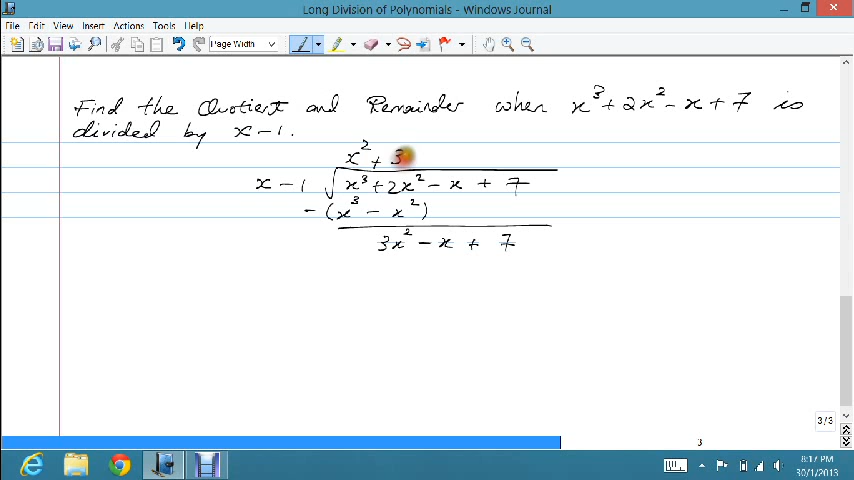 Long Division of Polynomials - Windows Journal
File Edit View Insert Actions Tools Help
Page Width
Find the Quotient and Remainder when x³+2x²-x+7 is
divided by x-1.
x² + 3
x - 1 √ x³+2x²-x+7
- (x³ - x²)
3x² - x + 7
3/3
3
8:17 PM
30/1/2013